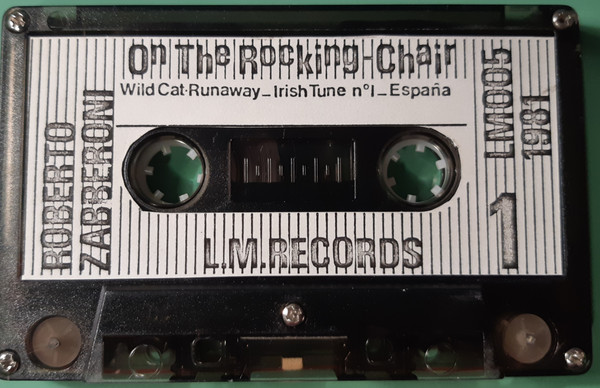 On The Rocking-Chair
Wild Cat-Runaway_Irish Tune n°1_España
ROBERTO
ZABBERONI
LM005
1981
1
L.M.RECORDS